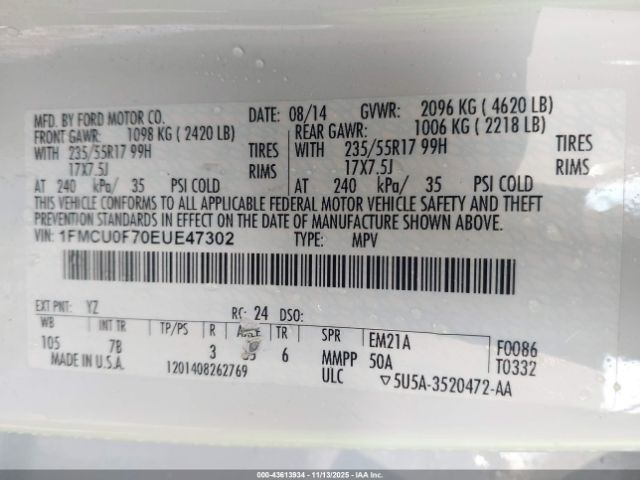 MFD. BY FORD MOTOR CO. DATE: 08/14 GVWR: 2096 KG ( 4620 LB)
FRONT GAWR: 1098 KG ( 2420 LB) REAR GAWR: 1006 KG ( 2218 LB)
WITH 235/55R17 99H TIRES WITH 235/55R17 99H TIRES
17X7.5J RIMS 17X7.5J RIMS
AT 240 kPa/ 35 PSI COLD AT 240 kPa/ 35 PSI COLD
THIS VEHICLE CONFORMS TO ALL APPLICABLE FEDERAL MOTOR VEHICLE SAFETY AND THEFT
PREVENTION STANDARDS IN EFFECT ON THE DATE OF MANUFACTURE SHOWN ABOVE.
VIN: 1FMCU0F70EUE47302 TYPE: MPV
EXT PNT: YZ RC: 24 DSO:
WB INT TR TP/PS R AXLE TR SPR EM21A F0086
105 7B 3 6 MMPP 50A T0332
MADE IN U.S.A. 1201408262769 ULC ▽5U5A-3520472-AA
000-43613934 - 11/13/2025 - IAA Inc.